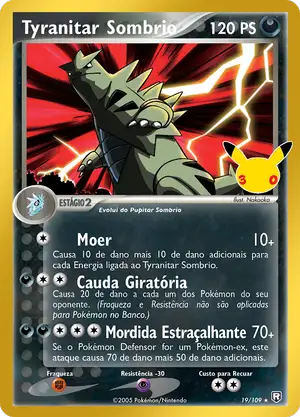 Tyranitar Sombrio 120 PS
30
Ilust. Nakaoka
ESTÁGIO 2
Evolui do Pupitar Sombrio
Moer 10+
Causa 10 de dano mais 10 de dano adicionais para
cada Energia ligada ao Tyranitar Sombrio.
Cauda Giratória
Causa 20 de dano a cada um dos Pokémon do seu
oponente. (Fraqueza e Resistência não são aplicadas
para Pokémon no Banco.)
Mordida Estraçalhante 70+
Se o Pokémon Defensor for um Pokémon-ex, este
ataque causa 70 de dano mais 50 de dano adicionais.
Fraqueza Resistência -30 Custo para Recuar
19/109 ★ R
©2005 Pokémon/Nintendo